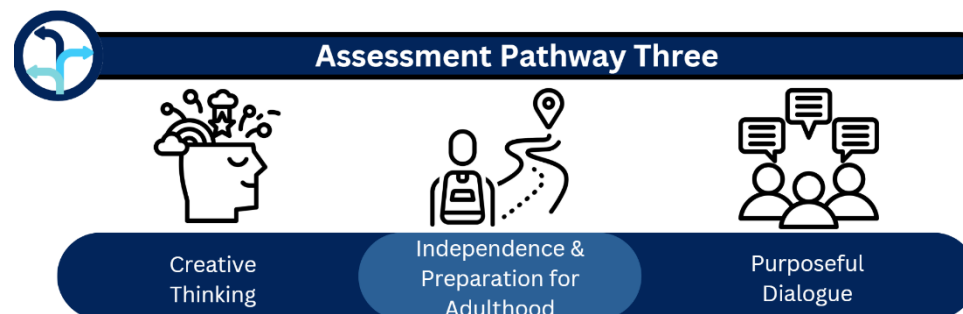 Assessment Pathway Three
Creative
Thinking
Independence &
Preparation for
Adulthood
Purposeful
Dialogue